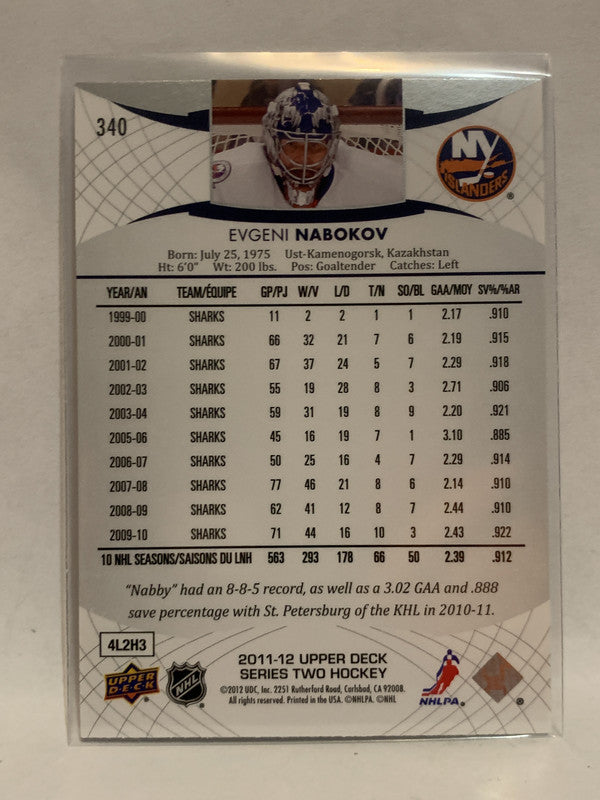 340
NY
ISLANDERS
®
EVGENI NABOKOV
Born: July 25, 1975 Ust-Kamenogorsk, Kazakhstan
Ht: 6'0" Wt: 200 lbs. Pos: Goaltender Catches: Left
YEAR/AN TEAM/ÉQUIPE GP/PJ W/V L/D T/N SO/BL GAA/MOY SV%/%AR
1999-00 SHARKS 11 2 2 1 1 2.17 .910
2000-01 SHARKS 66 32 21 7 6 2.19 .915
2001-02 SHARKS 67 37 24 5 7 2.29 .918
2002-03 SHARKS 55 19 28 8 3 2.71 .906
2003-04 SHARKS 59 31 19 8 9 2.20 .921
2005-06 SHARKS 45 16 19 7 1 3.10 .885
2006-07 SHARKS 50 25 16 4 7 2.29 .914
2007-08 SHARKS 77 46 21 8 6 2.14 .910
2008-09 SHARKS 62 41 12 8 7 2.44 .910
2009-10 SHARKS 71 44 16 10 3 2.43 .922
10 NHL SEASONS/SAISONS DU LNH 563 293 178 66 50 2.39 .912
"Nabby" had an 8-8-5 record, as well as a 3.02 GAA and .888
save percentage with St. Petersburg of the KHL in 2010-11.
4L2H3
UPPER DECK
NHL
2011-12 UPPER DECK
SERIES TWO HOCKEY
©2012 UDC, Inc. 2251 Rutherford Road, Carlsbad, CA 92008.
All rights reserved. Printed in the USA. ©NHLPA. ©NHL
NHLPA